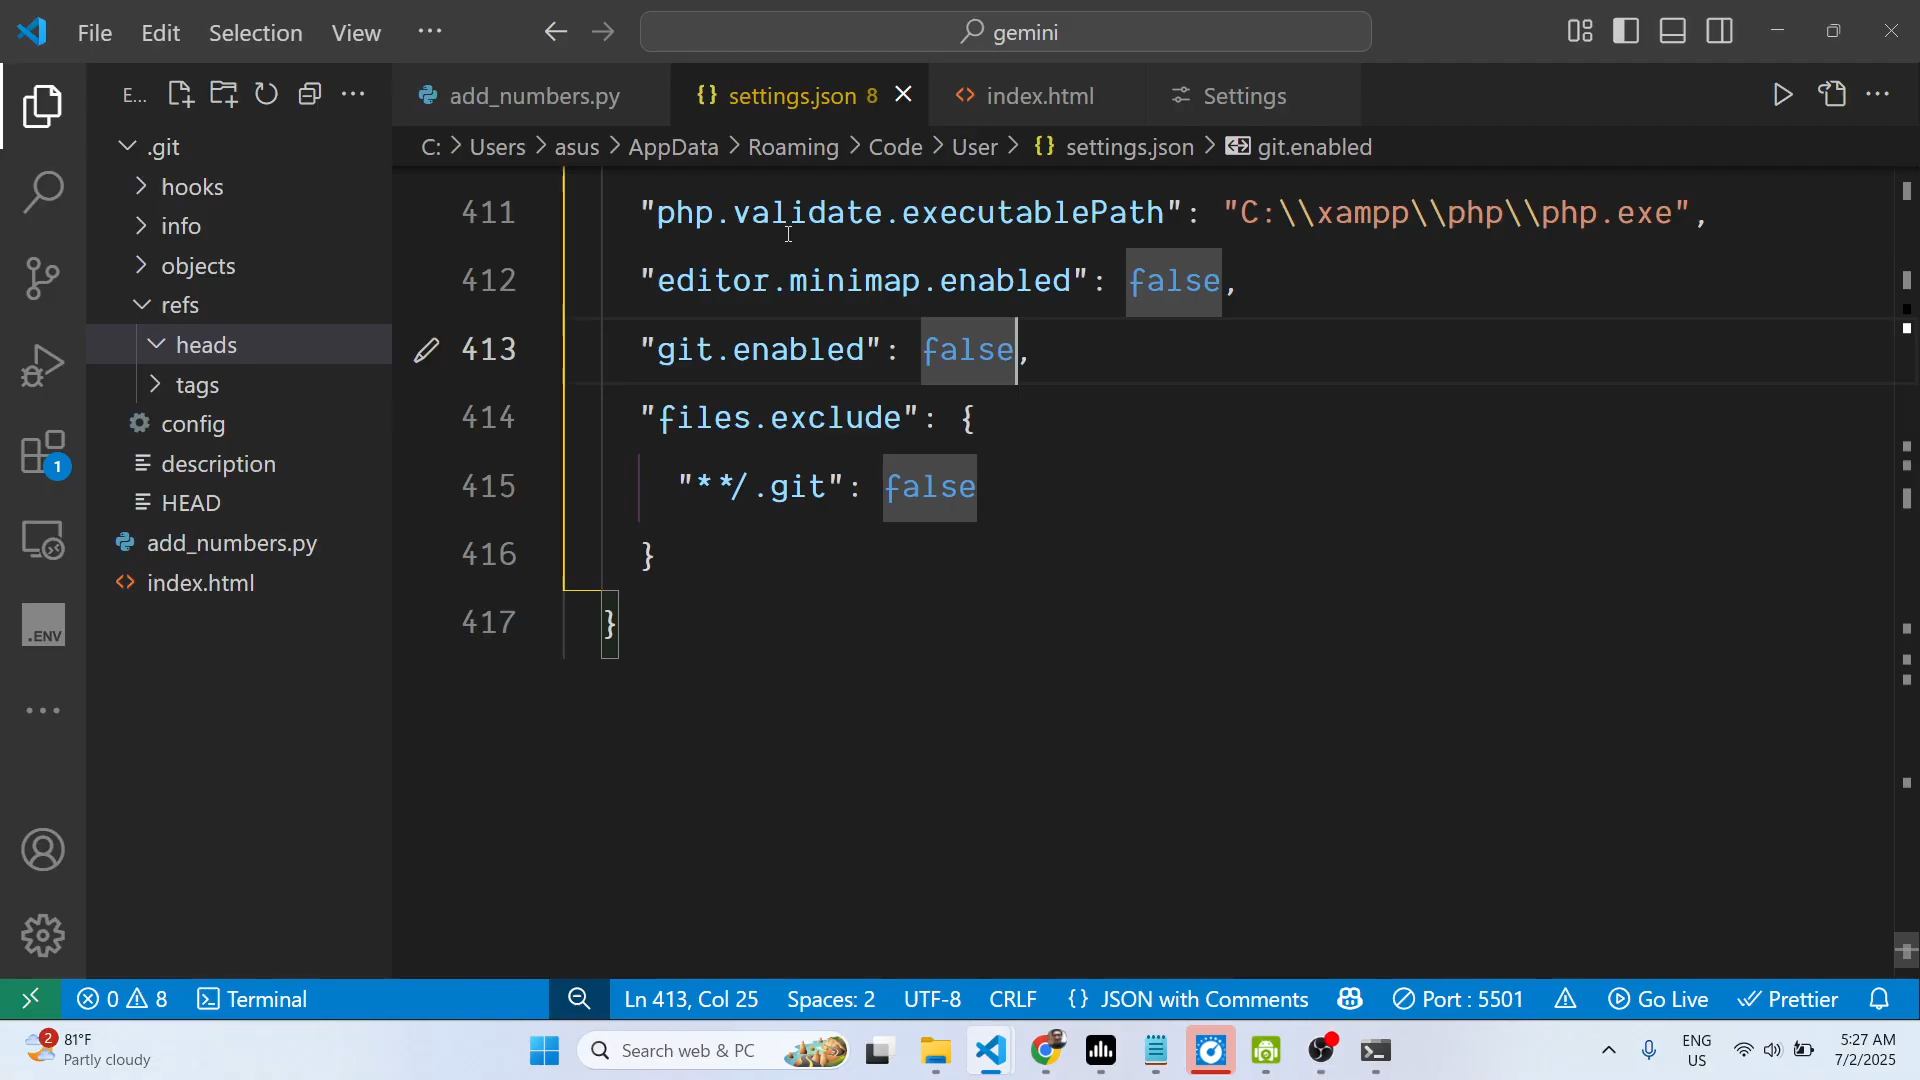 File Edit Selection View ··· gemini
E... ···
add_numbers.py settings.json 8 index.html Settings ···
C: > Users > asus > AppData > Roaming > Code > User > {} settings.json > git.enabled
.git
hooks
info
objects
refs
heads
tags
config
description
HEAD
add_numbers.py
index.html
1
.ENV
411 "php.validate.executablePath": "C:\\xampp\\php\\php.exe",
412 "editor.minimap.enabled": false,
413 "git.enabled": false,
414 "files.exclude": {
415 "**/.git": false
416 }
417 }
0 8 Terminal Ln 413, Col 25 Spaces: 2 UTF-8 CRLF {} JSON with Comments Port : 5501 Go Live Prettier
2 81°F
Partly cloudy
Search web & PC
ENG
US
5:27 AM
7/2/2025